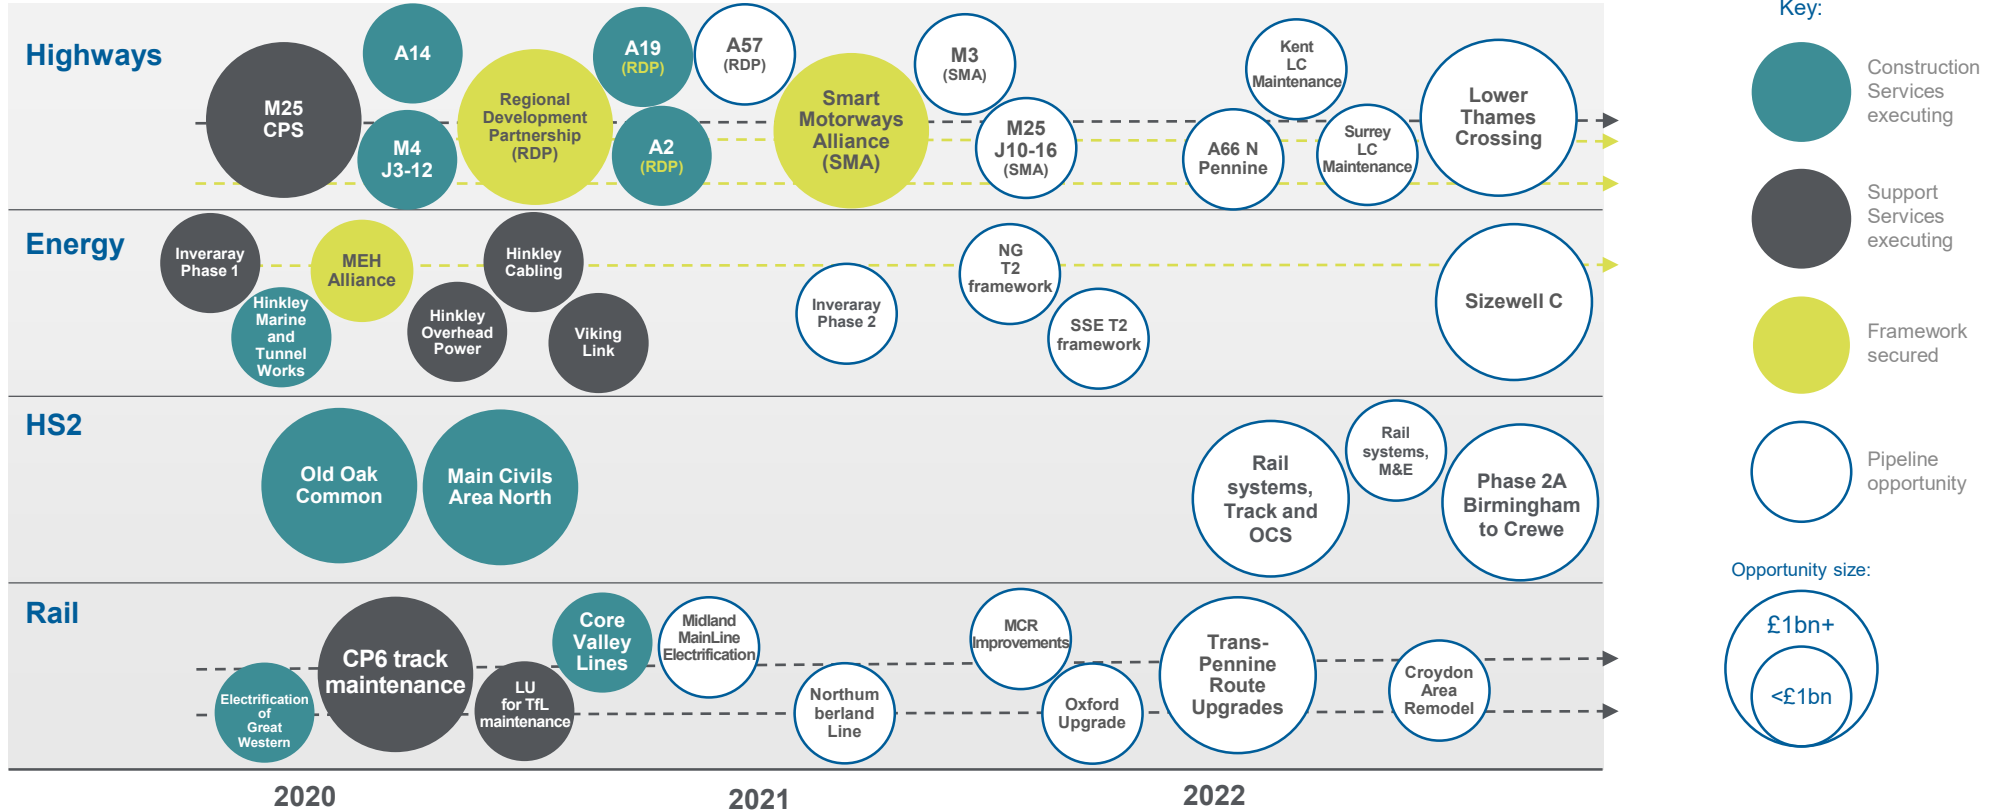 Highways
M25
CPS
A14
M4
J3-12
Regional
Development
Partnership
(RDP)
A19
(RDP)
A2
(RDP)
A57
(RDP)
Smart
Motorways
Alliance
(SMA)
M3
(SMA)
M25
J10-16
(SMA)
A66 N
Pennine
Kent
LC
Maintenance
Surrey
LC
Maintenance
Lower
Thames
Crossing
Energy
Inveraray
Phase 1
Hinkley
Marine
and
Tunnel
Works
MEH
Alliance
Hinkley
Overhead
Power
Hinkley
Cabling
Viking
Link
Inveraray
Phase 2
NG
T2
framework
SSE T2
framework
Sizewell C
HS2
Old Oak
Common
Main Civils
Area North
Rail
systems,
Track and
OCS
Rail
systems,
M&E
Phase 2A
Birmingham
to Crewe
Rail
Electrification
of
Great
Western
CP6 track
maintenance
LU
for TfL
maintenance
Core
Valley
Lines
Midland
MainLine
Electrification
Northum
berland
Line
MCR
Improvements
Oxford
Upgrade
Trans-
Pennine
Route
Upgrades
Croydon
Area
Remodel
2020
2021
2022
Key:
Construction
Services
executing
Support
Services
executing
Framework
secured
Pipeline
opportunity
Opportunity size:
£1bn+
<£1bn